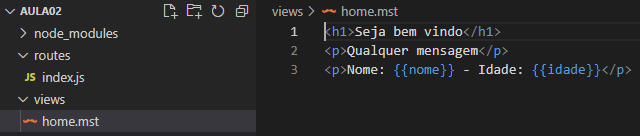 AULA02
node_modules
routes
JS index.js
views
home.mst
views > home.mst
1 <h1>Seja bem vindo</h1>
2 <p>Qualquer mensagem</p>
3 <p>Nome: {{nome}} - Idade: {{idade}}</p>